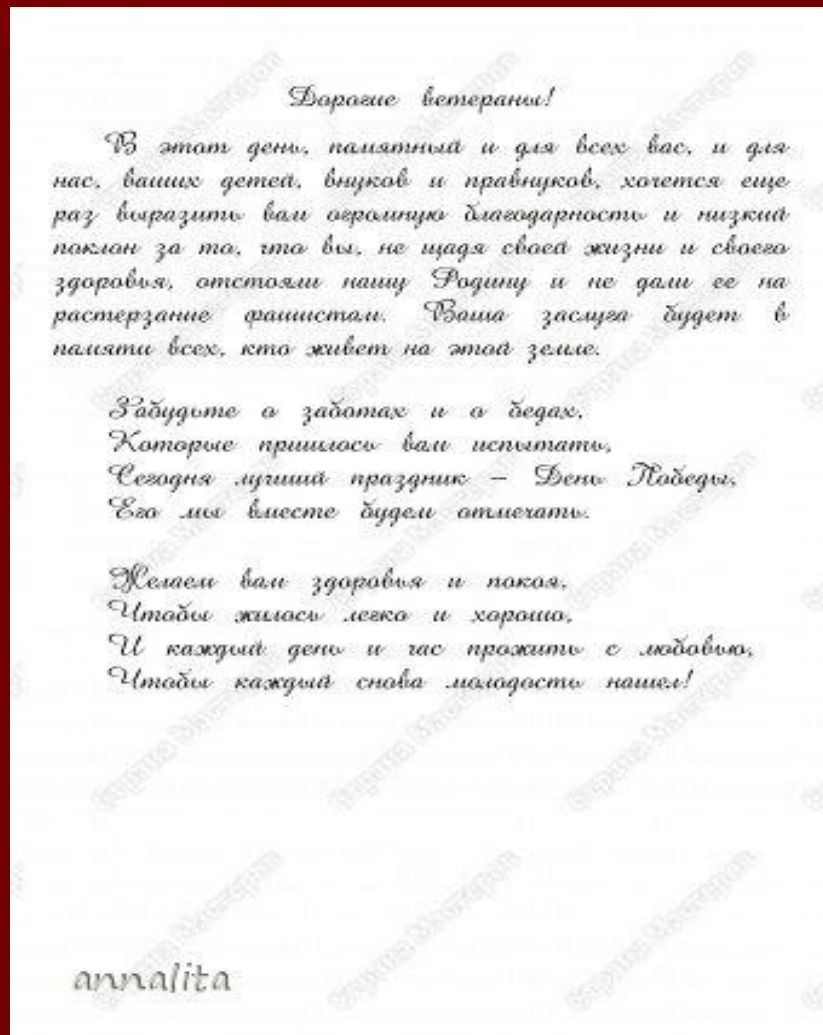 Дорогие ветераны!
В этот день, памятный и для всех вас, и для
нас, ваших детей, внуков и правнуков, хочется еще
раз выразить вам огромную благодарность и низкий
поклон за то, что вы, не щадя своей жизни и своего
здоровья, отстояли нашу Родину и не дали ее на
растерзание фашистам. Ваша заслуга будет в
памяти всех, кто живет на этой земле.
Забудьте о заботах и о бедах,
Которые пришлось вам испытать,
Сегодня лучший праздник – День Победы,
Его мы вместе будем отмечать.
Желаем вам здоровья и покоя,
Чтобы жилось легко и хорошо,
И каждый день и час прожить с любовью,
Чтобы каждый снова молодость нашел!
annalita
Страна Мастеров